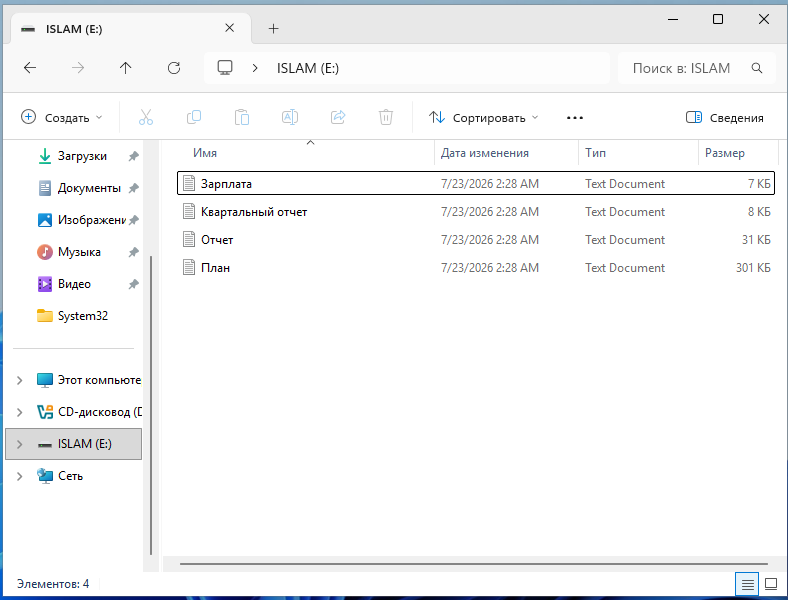 ISLAM (E:)
ISLAM (E:)
Поиск в: ISLAM
Создать
Сортировать
Сведения
Имя
Дата изменения
Тип
Размер
Загрузки
Документы
Изображени
Музыка
Видео
System32
Этот компьюте
CD-дисковод (D
ISLAM (E:)
Сеть
Зарплата 7/23/2026 2:28 AM Text Document 7 КБ
Квартальный отчет 7/23/2026 2:28 AM Text Document 8 КБ
Отчет 7/23/2026 2:28 AM Text Document 31 КБ
План 7/23/2026 2:28 AM Text Document 301 КБ
Элементов: 4